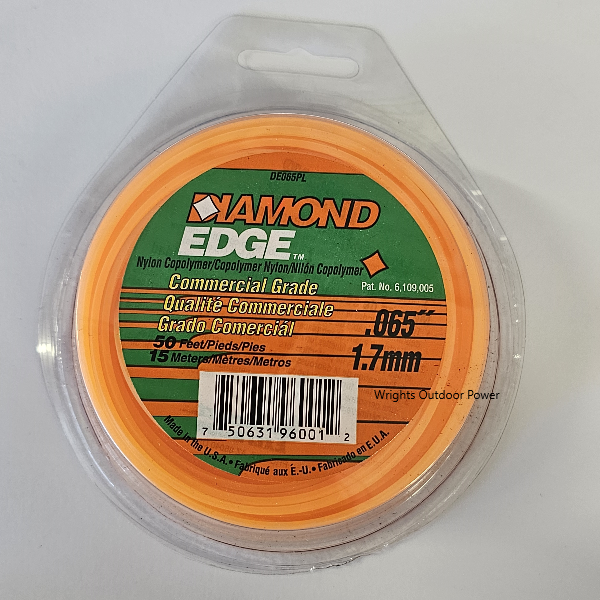 DE065PL
DIAMOND
EDGE™
Nylon Copolymer/Copolymer Nylon/Nilón Copolymer
Pat. No. 6,109,005
Commercial Grade
Qualité Commerciale
Grado Comerciál
50 Feet/Pieds/Pies
15 Meters/Mètres/Metros
.065"
1.7mm
Wrights Outdoor Power
7 50631 96001 2
Made in the U.S.A. • Fabriqué aux E.-U. • Fabricado en E.U.A.